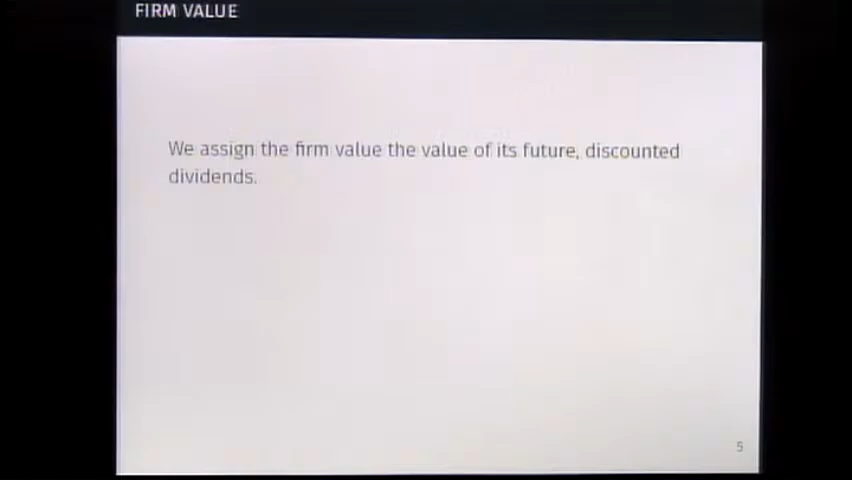 FIRM VALUE
We assign the firm value the value of its future, discounted
dividends.
5